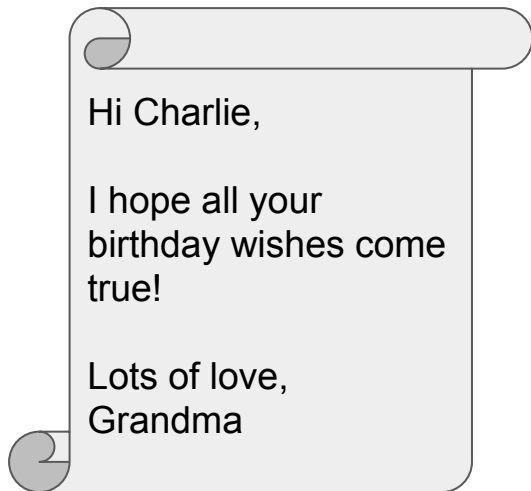 Hi Charlie,
I hope all your
birthday wishes come
true!
Lots of love,
Grandma